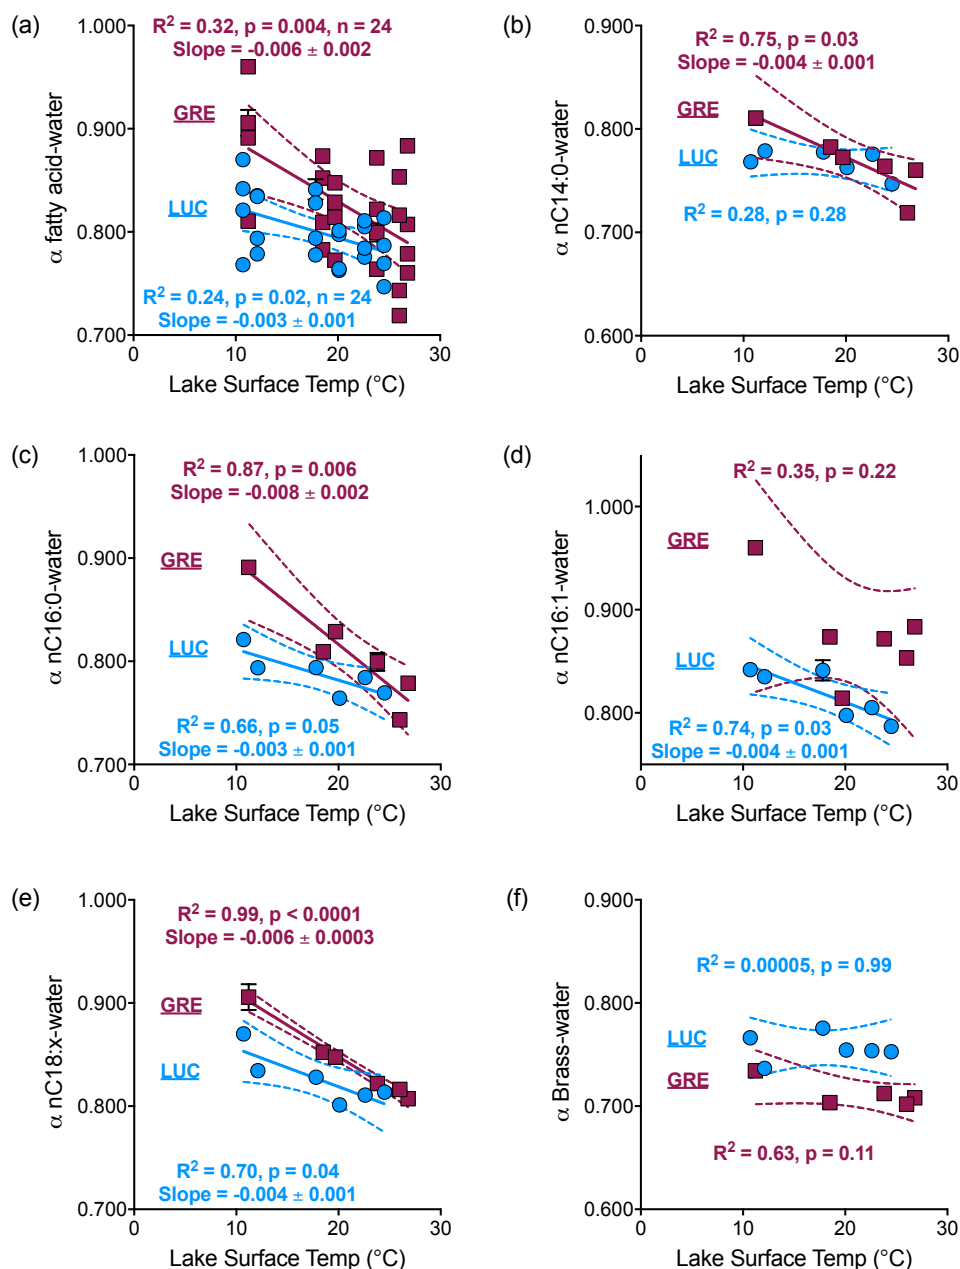 (a)
R² = 0.32, p = 0.004, n = 24
Slope = -0.006 ± 0.002
GRE
LUC
R² = 0.24, p = 0.02, n = 24
Slope = -0.003 ± 0.001
α fatty acid-water
1.000
0.900
0.800
0.700
0
10
20
30
Lake Surface Temp (°C)
(b)
R² = 0.75, p = 0.03
Slope = -0.004 ± 0.001
GRE
LUC
R² = 0.28, p = 0.28
α nC14:0-water
0.900
0.800
0.700
0.600
0
10
20
30
Lake Surface Temp (°C)
(c)
R² = 0.87, p = 0.006
Slope = -0.008 ± 0.002
GRE
LUC
R² = 0.66, p = 0.05
Slope = -0.003 ± 0.001
α nC16:0-water
1.000
0.900
0.800
0.700
0
10
20
30
Lake Surface Temp (°C)
(d)
R² = 0.35, p = 0.22
GRE
LUC
R² = 0.74, p = 0.03
Slope = -0.004 ± 0.001
α nC16:1-water
1.000
0.900
0.800
0
10
20
30
Lake Surface Temp (°C)
(e)
R² = 0.99, p < 0.0001
Slope = -0.006 ± 0.0003
GRE
LUC
R² = 0.70, p = 0.04
Slope = -0.004 ± 0.001
α nC18:x-water
1.000
0.900
0.800
0.700
0
10
20
30
Lake Surface Temp (°C)
(f)
R² = 0.00005, p = 0.99
LUC
GRE
R² = 0.63, p = 0.11
α Brass-water
0.900
0.800
0.700
0.600
0
10
20
30
Lake Surface Temp (°C)